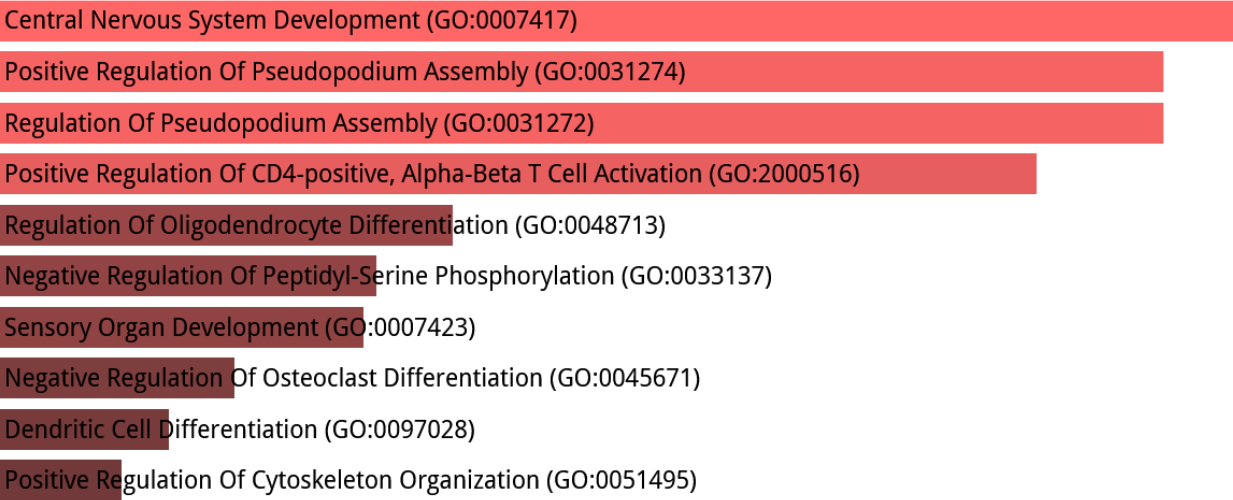 Central Nervous System Development (GO:0007417)
Positive Regulation Of Pseudopodium Assembly (GO:0031274)
Regulation Of Pseudopodium Assembly (GO:0031272)
Positive Regulation Of CD4-positive, Alpha-Beta T Cell Activation (GO:2000516)
Regulation Of Oligodendrocyte Differentiation (GO:0048713)
Negative Regulation Of Peptidyl-Serine Phosphorylation (GO:0033137)
Sensory Organ Development (GO:0007423)
Negative Regulation Of Osteoclast Differentiation (GO:0045671)
Dendritic Cell Differentiation (GO:0097028)
Positive Regulation Of Cytoskeleton Organization (GO:0051495)